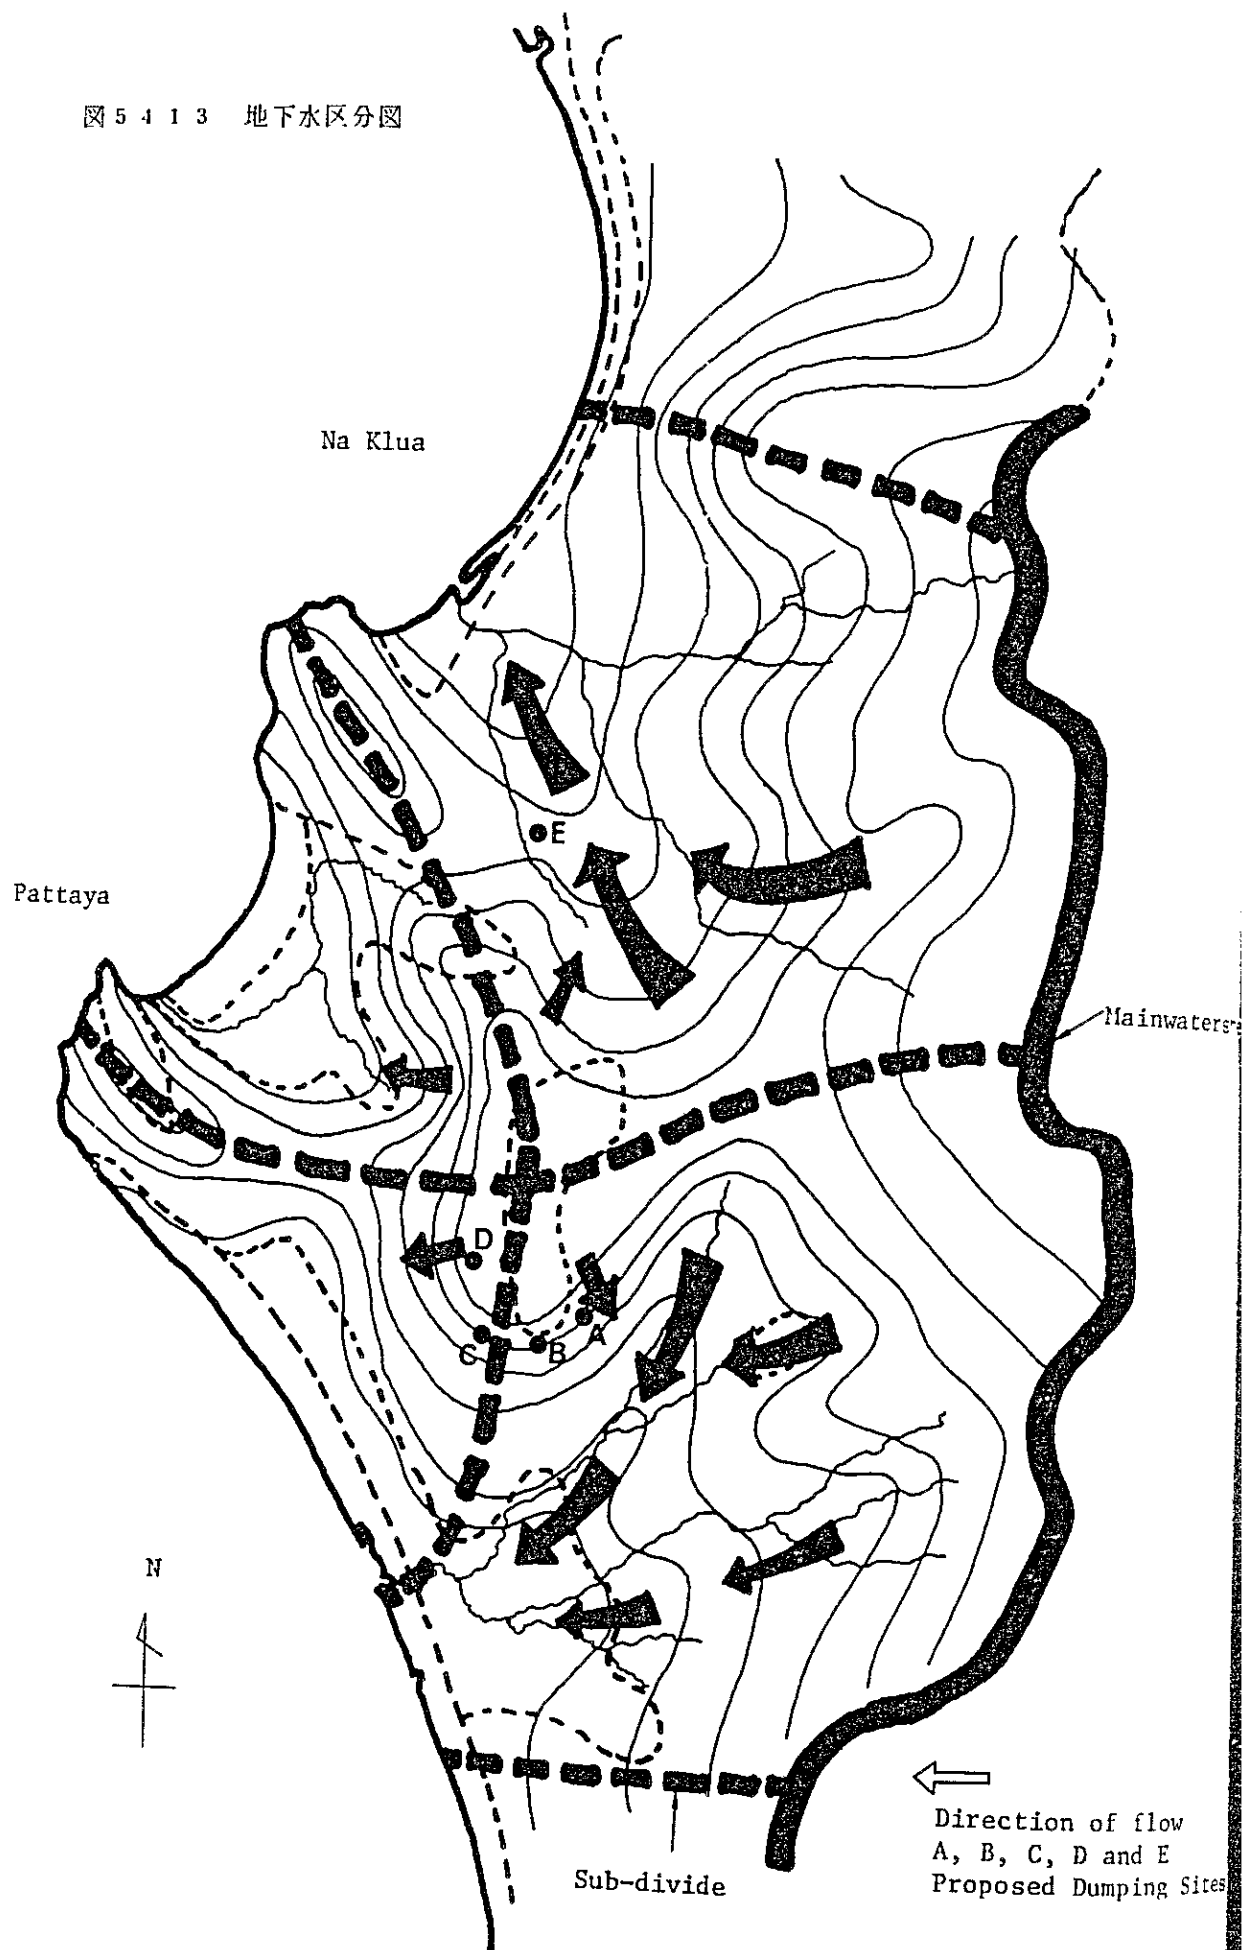 図5 4 1 3 地下水区分図
Na Klua
E
Pattaya
D
A
B
C
N
Direction of flow
A, B, C, D and E
Proposed Dumping Sites
Sub-divide